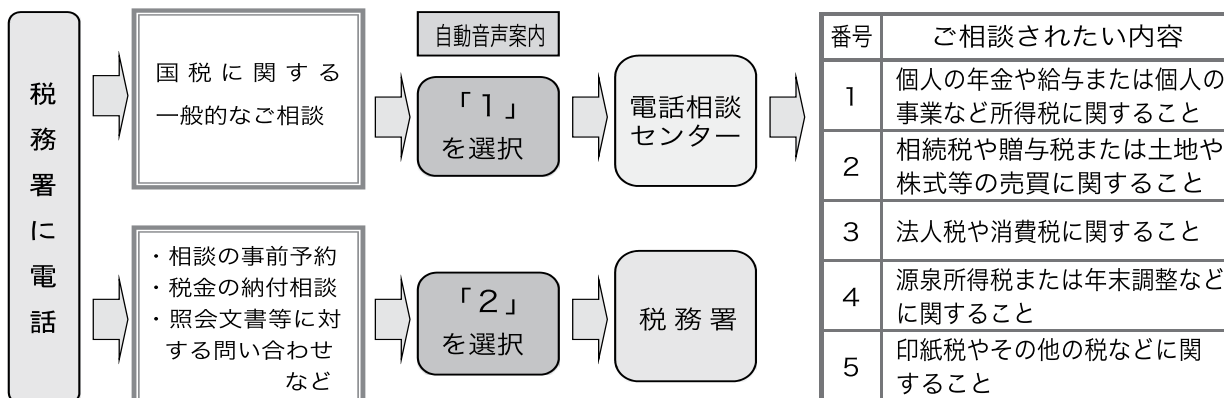 税務署に電話
国税に関する
一般的なご相談
自動音声案内
「1」
を選択
電話相談
センター
・相談の事前予約
・税金の納付相談
・照会文書等に対
する問い合わせ
など
「2」
を選択
税務署
番号 ご相談されたい内容
1 個人の年金や給与または個人の
事業など所得税に関すること
2 相続税や贈与税または土地や
株式等の売買に関すること
3 法人税や消費税に関すること
4 源泉所得税または年末調整など
に関すること
5 印紙税やその他の税などに関
すること